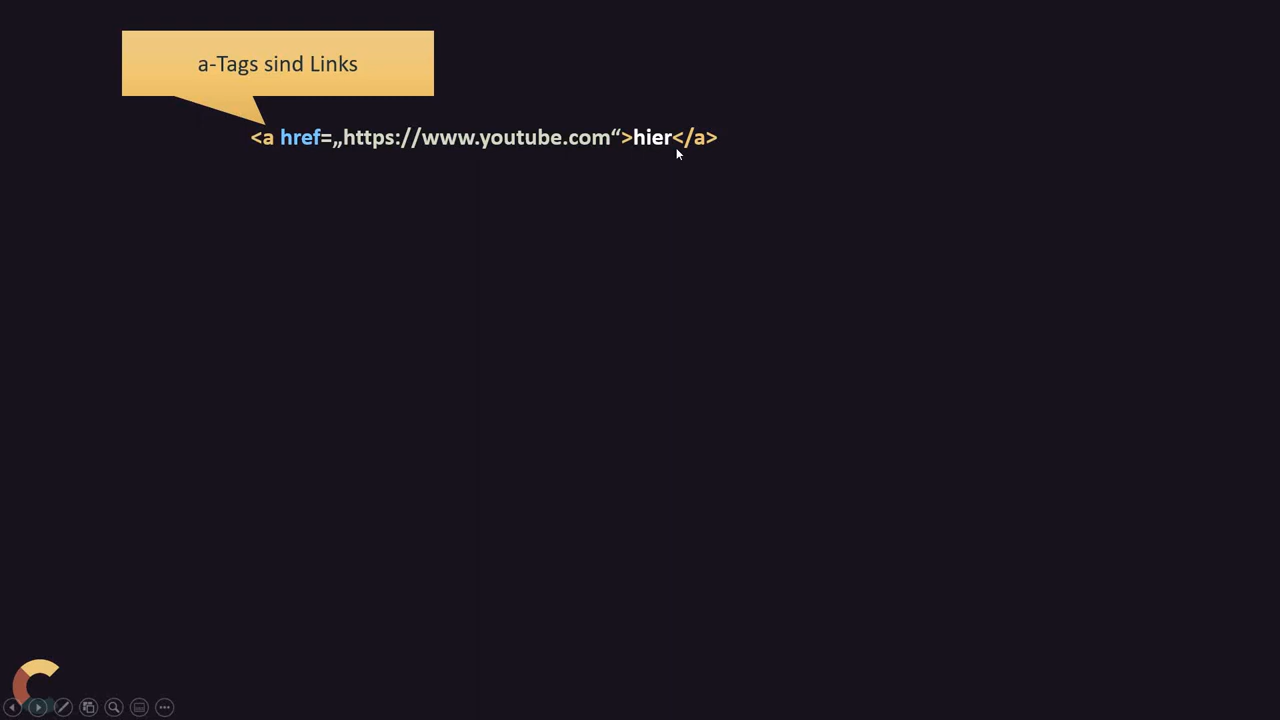 a-Tags sind Links
<a href=„https://www.youtube.com“>hier</a>